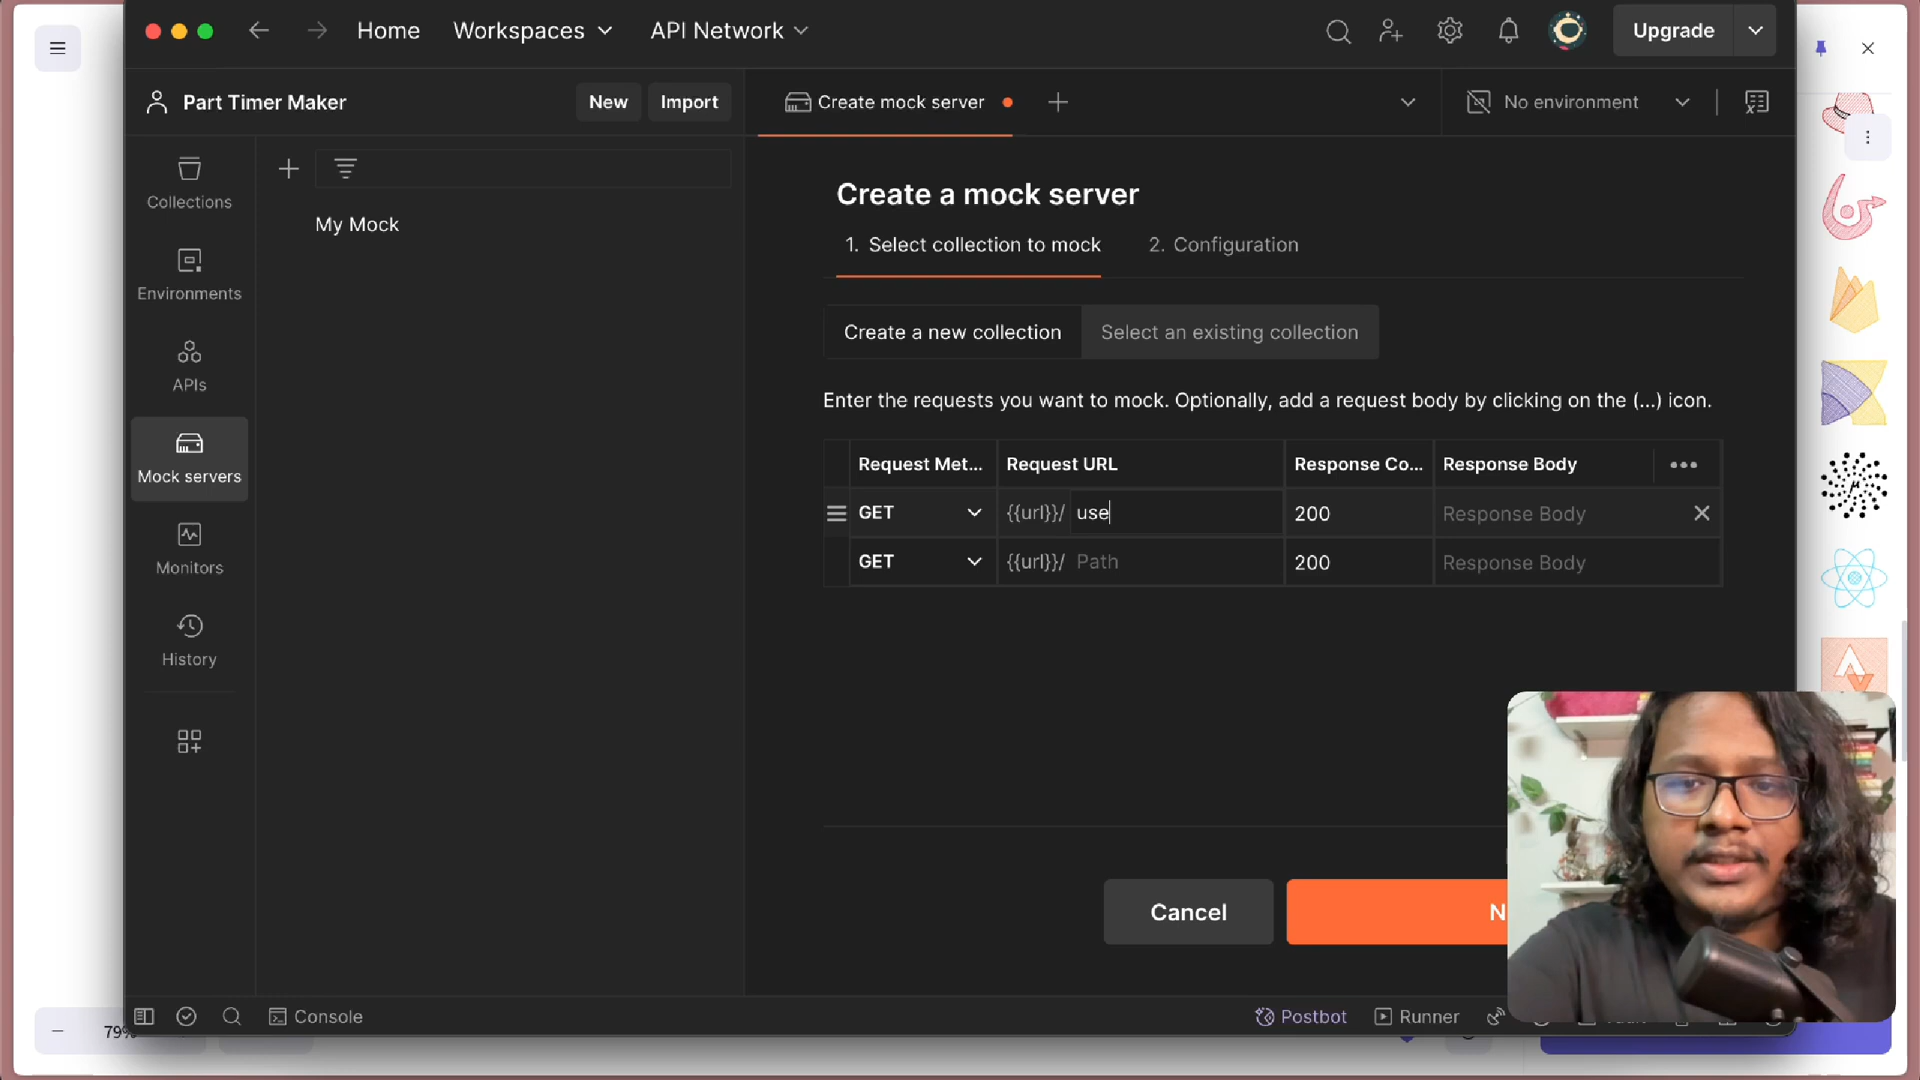 Home
Workspaces
API Network
Upgrade
Part Timer Maker
New
Import
Create mock server
No environment
Collections
Environments
APIs
Mock servers
Monitors
History
My Mock
Create a mock server
1. Select collection to mock
2. Configuration
Create a new collection
Select an existing collection
Enter the requests you want to mock. Optionally, add a request body by clicking on the (...) icon.
Request Met... Request URL Response Co... Response Body
GET {{url}}/ use 200 Response Body
GET {{url}}/ Path 200 Response Body
Cancel
N
Console
Postbot
Runner
79%